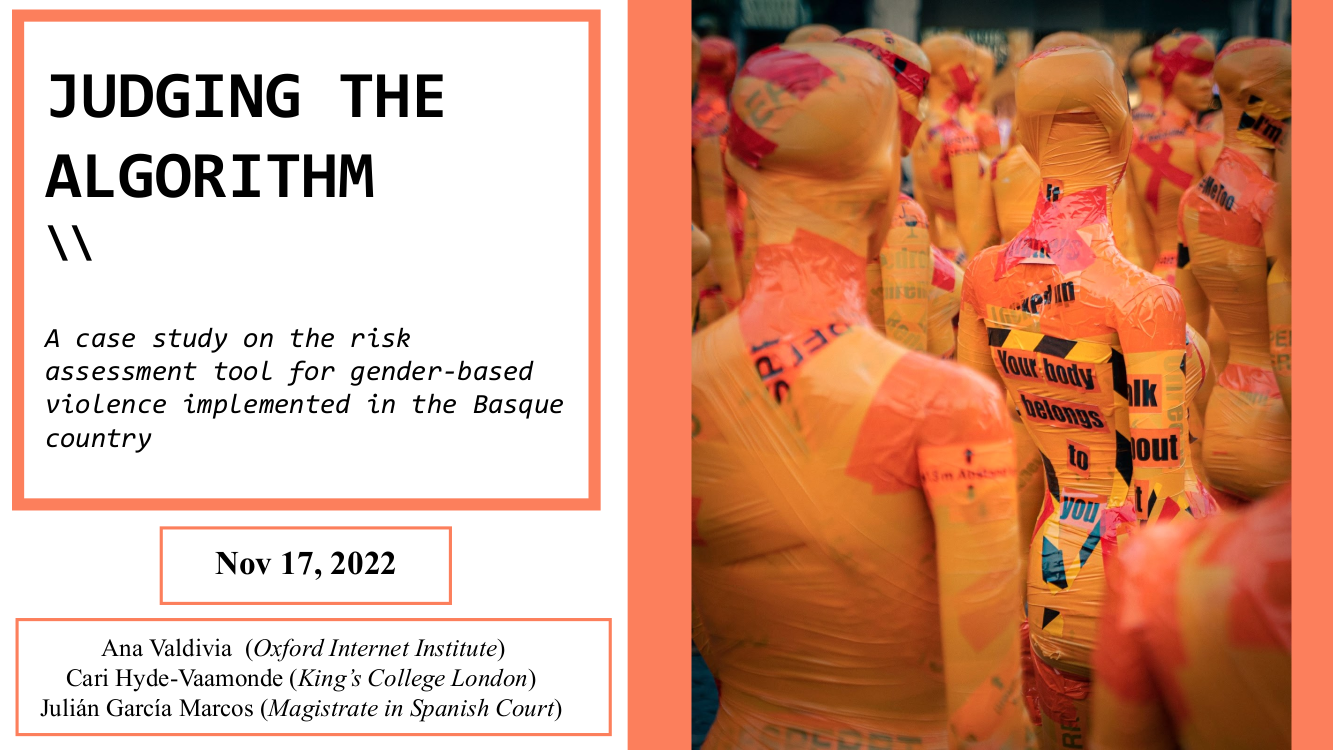 JUDGING THE
ALGORITHM
\\
A case study on the risk
assessment tool for gender-based
violence implemented in the Basque
country
Nov 17, 2022
Ana Valdivia (Oxford Internet Institute)
Cari Hyde-Vaamonde (King's College London)
Julián García Marcos (Magistrate in Spanish Court)
I'm
#MeToo
Your body
belongs
to
you